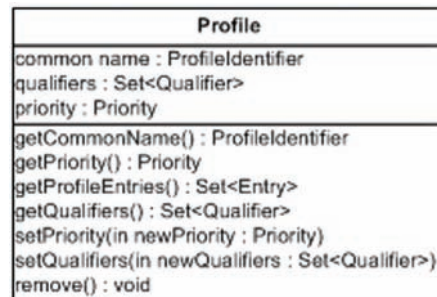 Profile
common name : ProfileIdentifier
qualifiers : Set<Qualifier>
priority : Priority
getCommonName() : ProfileIdentifier
getPriority() : Priority
getProfileEntries() : Set<Entry>
getQualifiers() : Set<Qualifier>
setPriority(in newPriority : Priority)
setQualifiers(in newQualifiers : Set<Qualifier>)
remove() : void